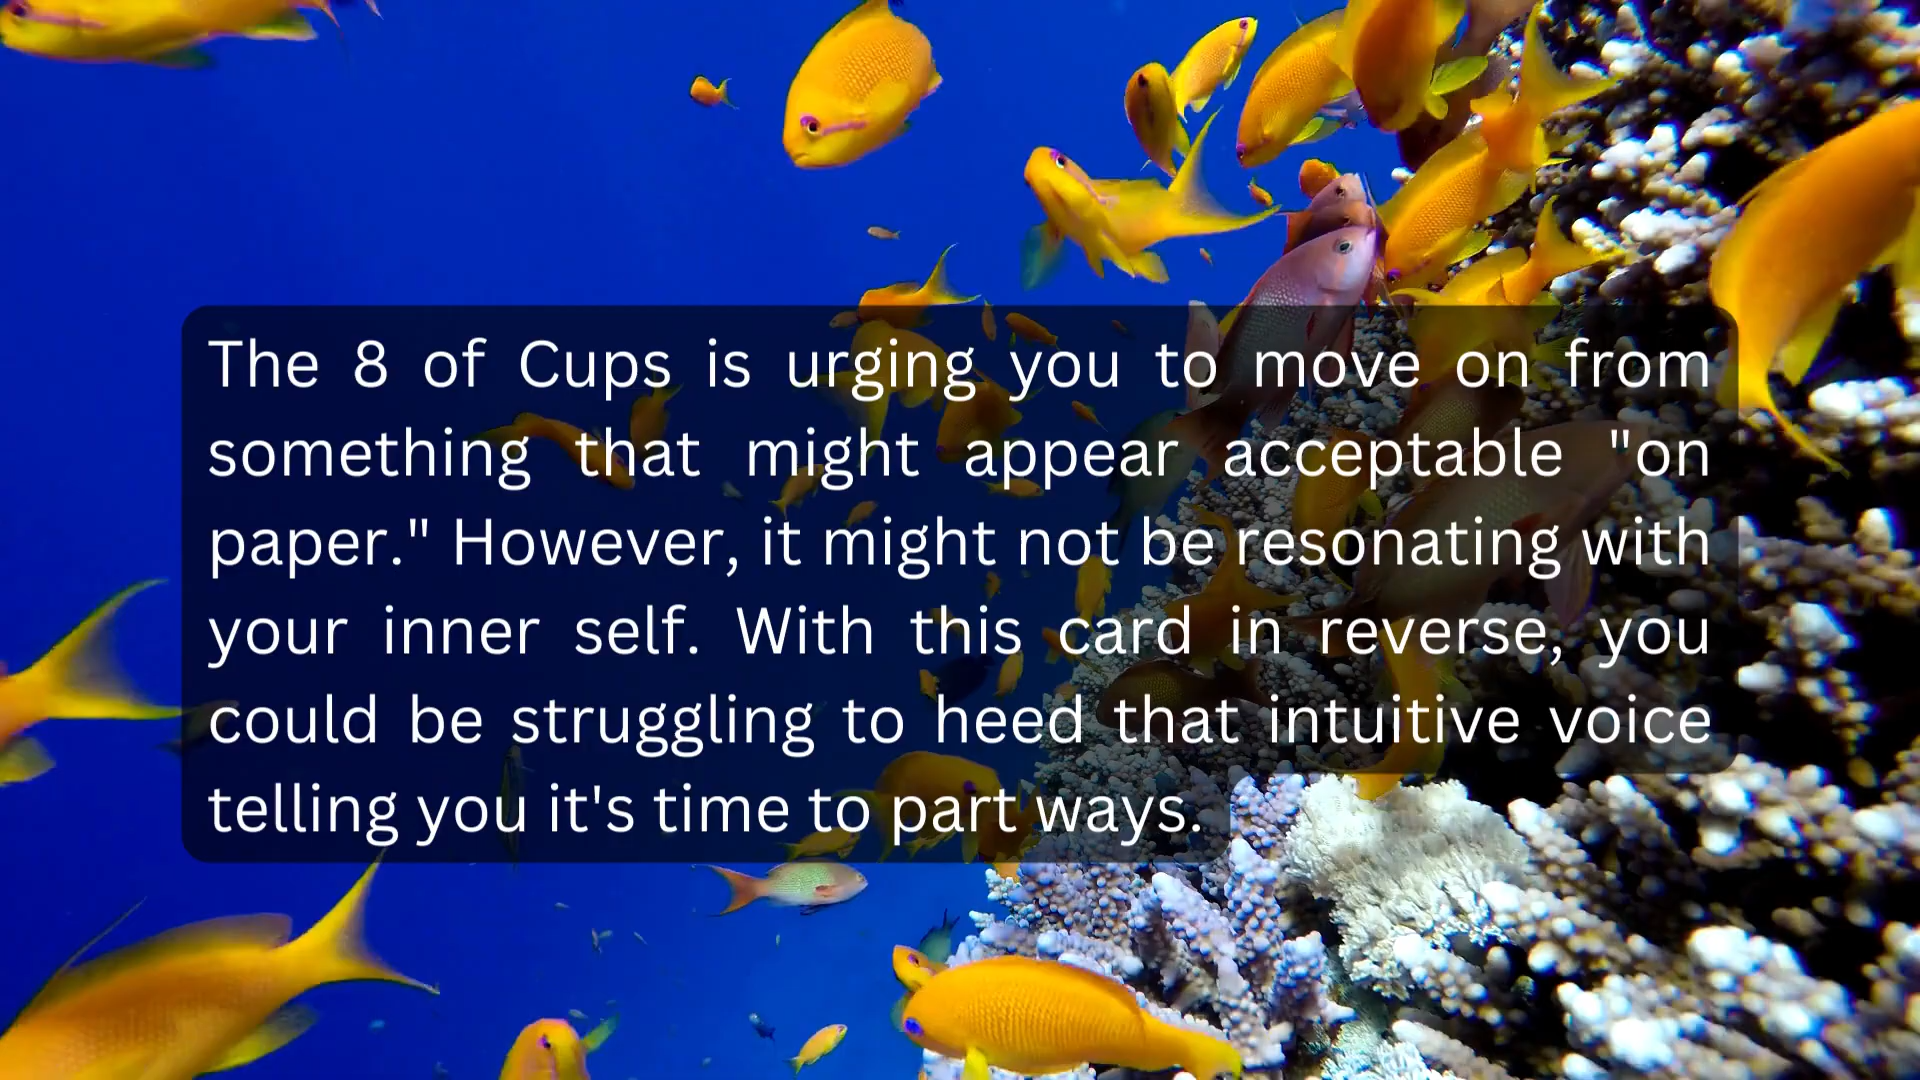 The 8 of Cups is urging you to move on from
something that might appear acceptable "on
paper." However, it might not be resonating with
your inner self. With this card in reverse, you
could be struggling to heed that intuitive voice
telling you it's time to part ways.